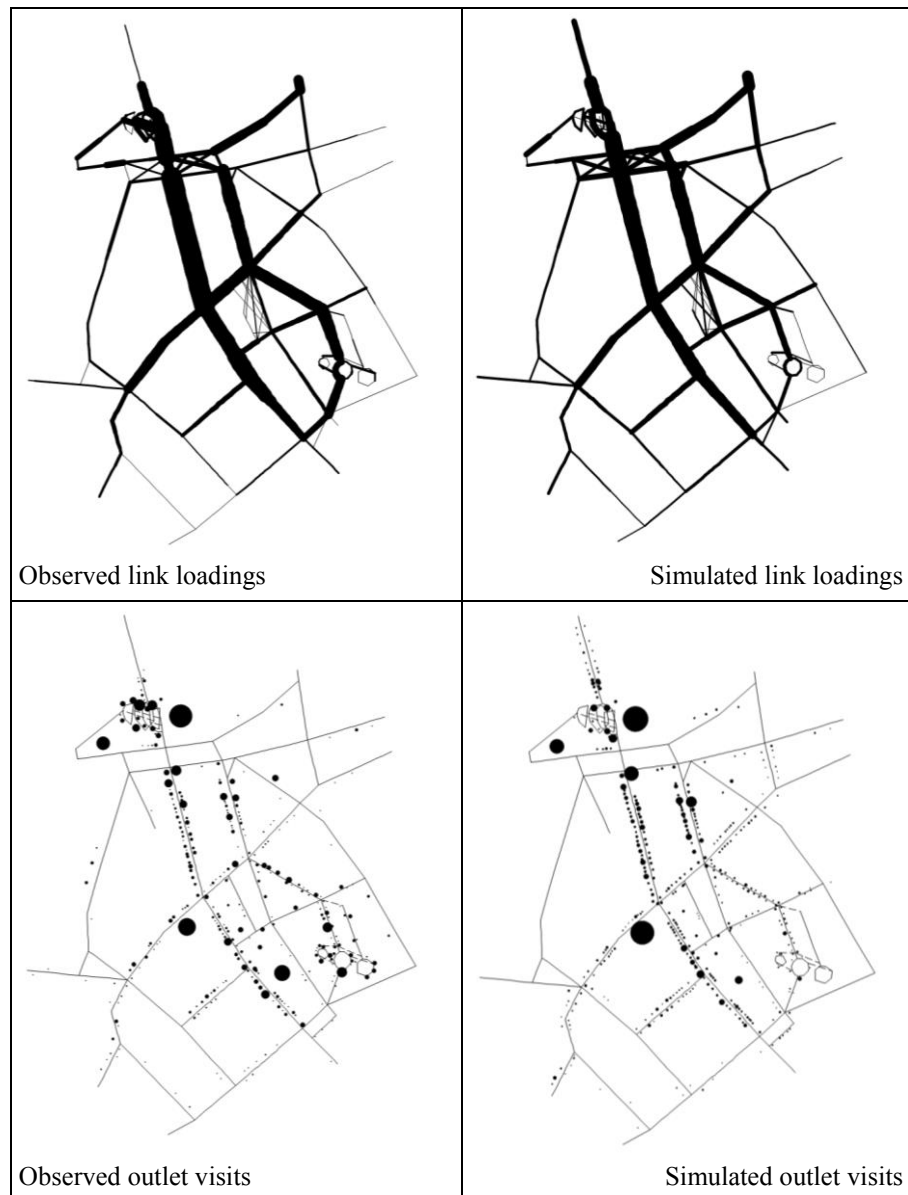 Observed link loadings
Simulated link loadings
Observed outlet visits
Simulated outlet visits